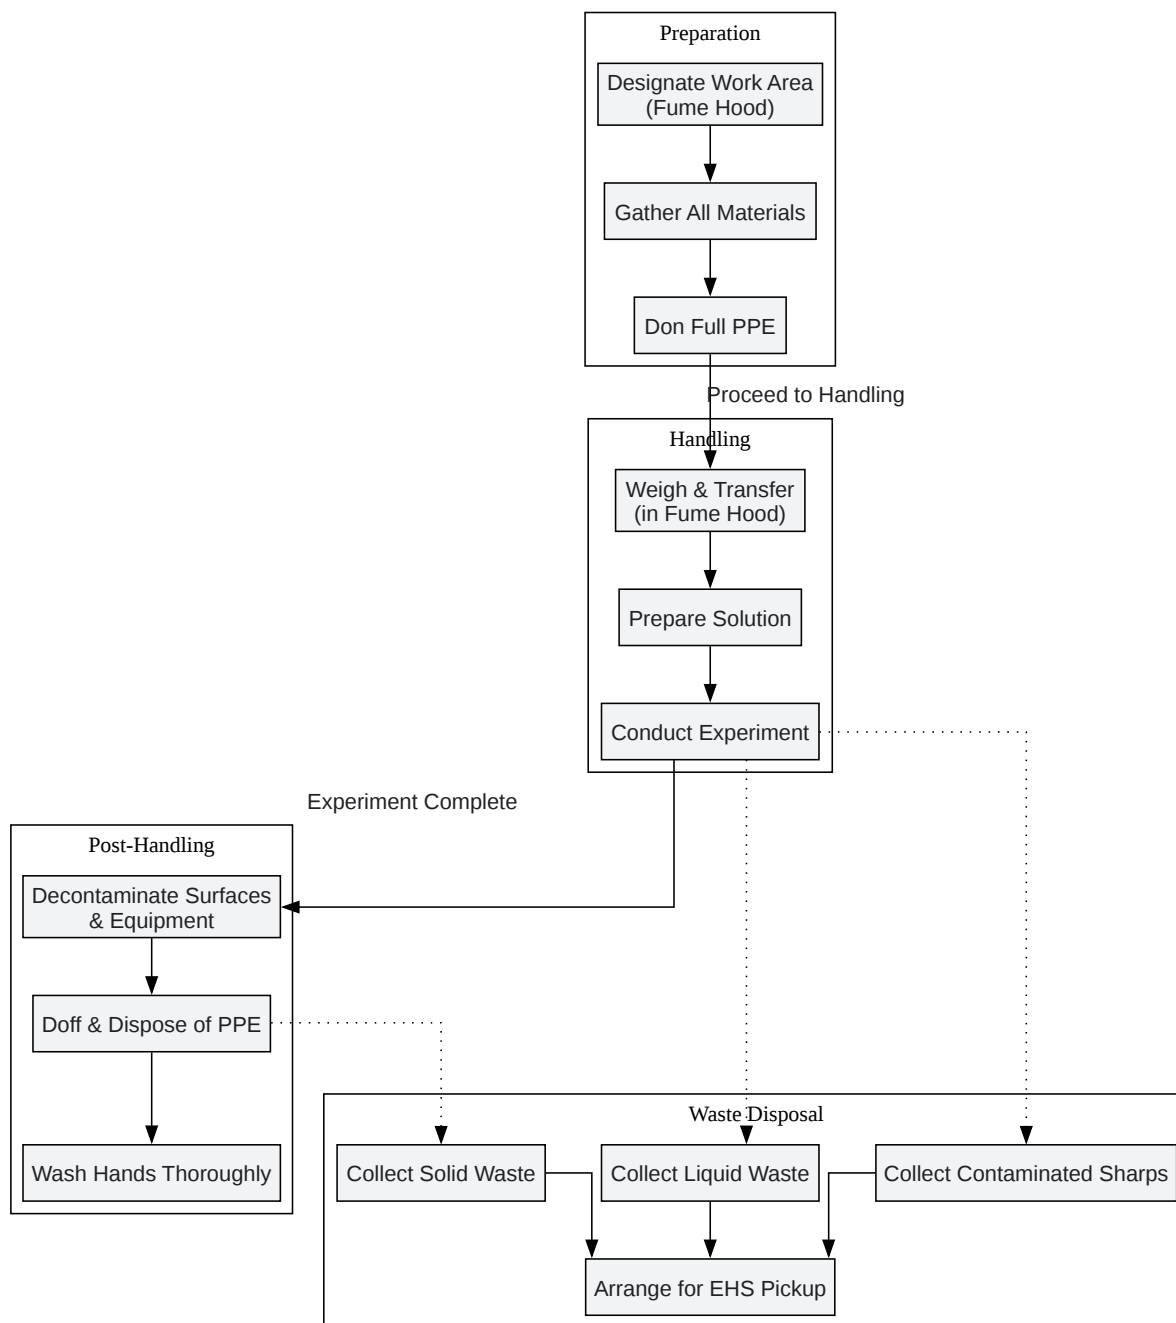 Preparation
Designate Work Area
(Fume Hood)
Gather All Materials
Don Full PPE
Proceed to Handling
Handling
Weigh & Transfer
(in Fume Hood)
Prepare Solution
Conduct Experiment
Experiment Complete
Post-Handling
Decontaminate Surfaces
& Equipment
Doff & Dispose of PPE
Wash Hands Thoroughly
Waste Disposal
Collect Solid Waste
Collect Liquid Waste
Collect Contaminated Sharps
Arrange for EHS Pickup